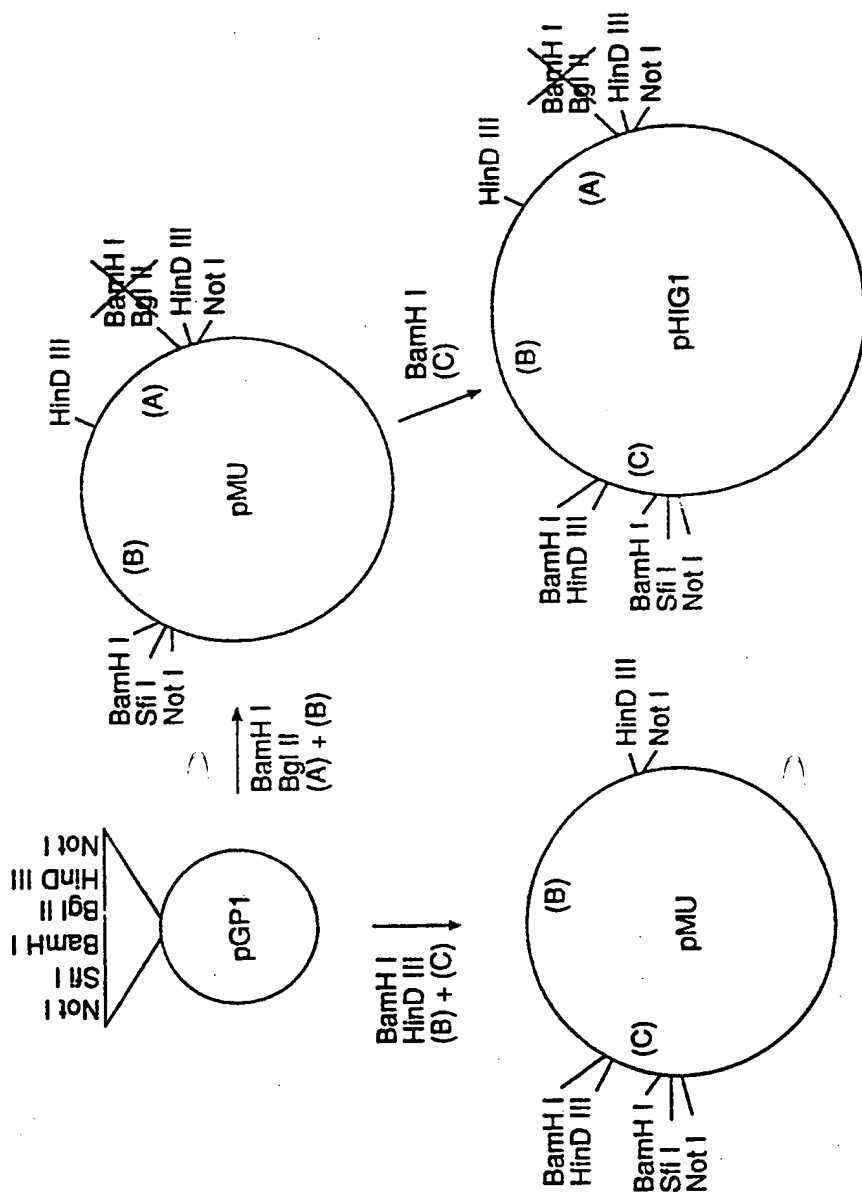 Not I
Sfi I
BamH I
Bgl II
HinD III
Not I
pGP1
BamH I
Bgl II
(A) + (B)
BamH I
Sfi I
Not I
(B)
pMU
(A)
HinD III
BamH I
Bgl II
HinD III
Not I
BamH I
HinD III
(B) + (C)
BamH I
(C)
BamH I
HinD III
(C)
BamH I
Sfi I
Not I
(B)
pMU
HinD III
Not I
BamH I
HinD III
(C)
BamH I
Sfi I
Not I
(B)
pHIG1
(A)
HinD III
BamH I
Bgl II
HinD III
Not I